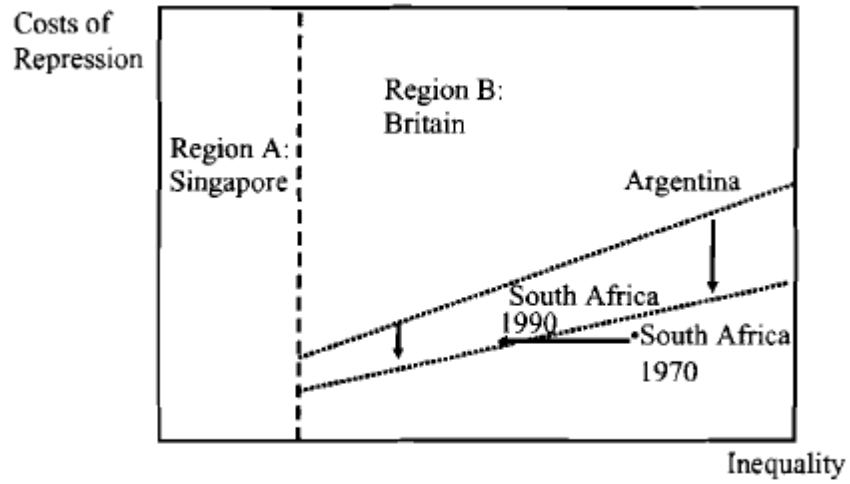 Costs of
Repression
Region B:
Britain
Region A:
Singapore
Argentina
South Africa
1990
South Africa
1970
Inequality